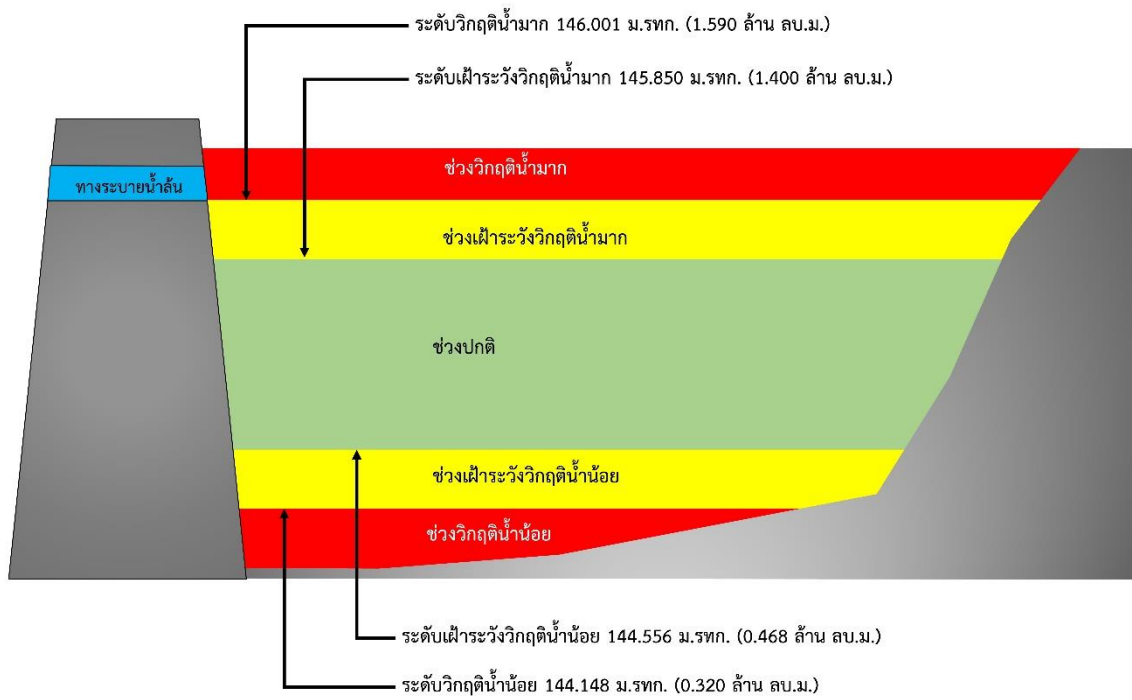 ระดับวิกฤติน้ำมาก 146.001 ม.รทก. (1.590 ล้าน ลบ.ม.)
ระดับเฝ้าระวังวิกฤติน้ำมาก 145.850 ม.รทก. (1.400 ล้าน ลบ.ม.)
ช่วงวิกฤติน้ำมาก
ทางระบายน้ำล้น
ช่วงเฝ้าระวังวิกฤติน้ำมาก
ช่วงปกติ
ช่วงเฝ้าระวังวิกฤติน้ำน้อย
ช่วงวิกฤติน้ำน้อย
ระดับเฝ้าระวังวิกฤติน้ำน้อย 144.556 ม.รทก. (0.468 ล้าน ลบ.ม.)
ระดับวิกฤติน้ำน้อย 144.148 ม.รทก. (0.320 ล้าน ลบ.ม.)